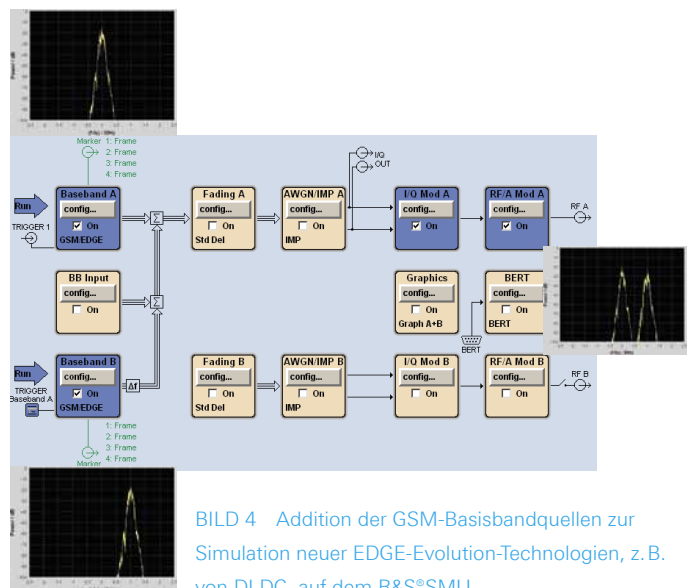 Marker 1: Frame
2: Frame
3: Frame
4: Frame
I/Q
OUT
Run
TRIGGER 1
Baseband A
config...
On
GSM/EDGE
Σ
Fading A
config...
On
Std Del
AWGN/IMP A
config...
On
IMP
I/Q Mod A
config...
On
RF/A Mod A
config...
On
RF A
BB Input
config...
On
Σ
Graphics
config...
On
Graph A+B
BERT
config...
On
BERT
BERT
Run
TRIGGER
Baseband A
Baseband B
config...
On
GSM/EDGE
Δf
Fading B
config...
On
Std Del
AWGN/IMP B
config...
On
IMP
I/Q Mod B
config...
On
RF/A Mod B
config...
On
RF B
1: Frame
2: Frame
3: Frame
4: Frame
Marker
BILD 4 Addition der GSM-Basisbandquellen zur
Simulation neuer EDGE-Evolution-Technologien, z. B.
von DLDC, auf dem R&S®SMU